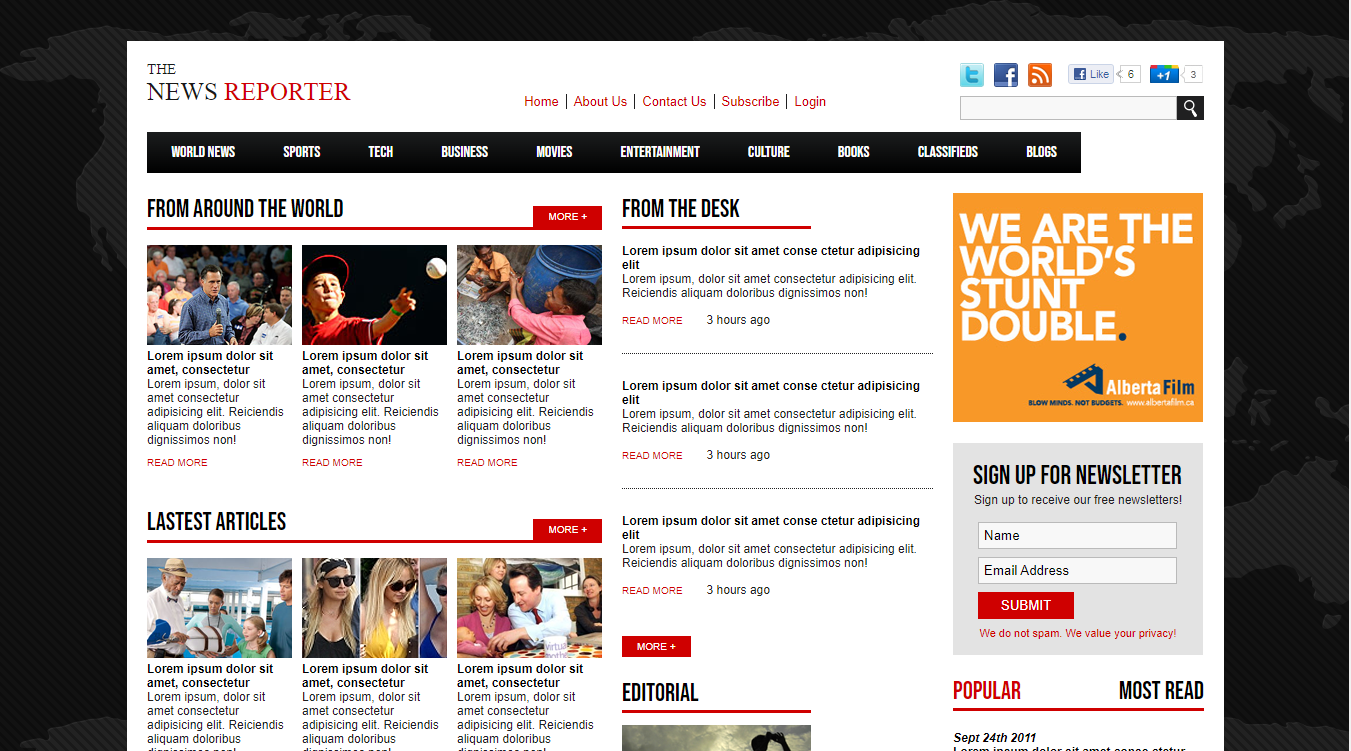 THE
NEWS REPORTER
Home | About Us | Contact Us | Subscribe | Login
Like 6
+1 3
WORLD NEWS SPORTS TECH BUSINESS MOVIES ENTERTAINMENT CULTURE BOOKS CLASSIFIEDS BLOGS
FROM AROUND THE WORLD
MORE +
Lorem ipsum dolor sit
amet, consectetur
Lorem ipsum, dolor sit
amet consectetur
adipisicing elit. Reiciendis
aliquam doloribus
dignissimos non!
READ MORE
Lorem ipsum dolor sit
amet, consectetur
Lorem ipsum, dolor sit
amet consectetur
adipisicing elit. Reiciendis
aliquam doloribus
dignissimos non!
READ MORE
Lorem ipsum dolor sit
amet, consectetur
Lorem ipsum, dolor sit
amet consectetur
adipisicing elit. Reiciendis
aliquam doloribus
dignissimos non!
READ MORE
LASTEST ARTICLES
MORE +
Lorem ipsum dolor sit
amet, consectetur
Lorem ipsum, dolor sit
amet consectetur
adipisicing elit. Reiciendis
aliquam doloribus
dignissimos non!
Lorem ipsum dolor sit
amet, consectetur
Lorem ipsum, dolor sit
amet consectetur
adipisicing elit. Reiciendis
aliquam doloribus
dignissimos non!
virtual
Lorem ipsum dolor sit
amet, consectetur
Lorem ipsum, dolor sit
amet consectetur
adipisicing elit. Reiciendis
aliquam doloribus
dignissimos non!
FROM THE DESK
Lorem ipsum dolor sit amet conse ctetur adipisicing
elit
Lorem ipsum, dolor sit amet consectetur adipisicing elit.
Reiciendis aliquam doloribus dignissimos non!
READ MORE 3 hours ago
Lorem ipsum dolor sit amet conse ctetur adipisicing
elit
Lorem ipsum, dolor sit amet consectetur adipisicing elit.
Reiciendis aliquam doloribus dignissimos non!
READ MORE 3 hours ago
Lorem ipsum dolor sit amet conse ctetur adipisicing
elit
Lorem ipsum, dolor sit amet consectetur adipisicing elit.
Reiciendis aliquam doloribus dignissimos non!
READ MORE 3 hours ago
MORE +
EDITORIAL
WE ARE THE
WORLD'S
STUNT
DOUBLE.
Alberta Film
BLOW MINDS. NOT BUDGETS. www.albertafilm.ca
SIGN UP FOR NEWSLETTER
Sign up to receive our free newsletters!
Name
Email Address
SUBMIT
We do not spam. We value your privacy!
POPULAR MOST READ
Sept 24th 2011
Lorem ipsum dolor sit amet conse ctetur